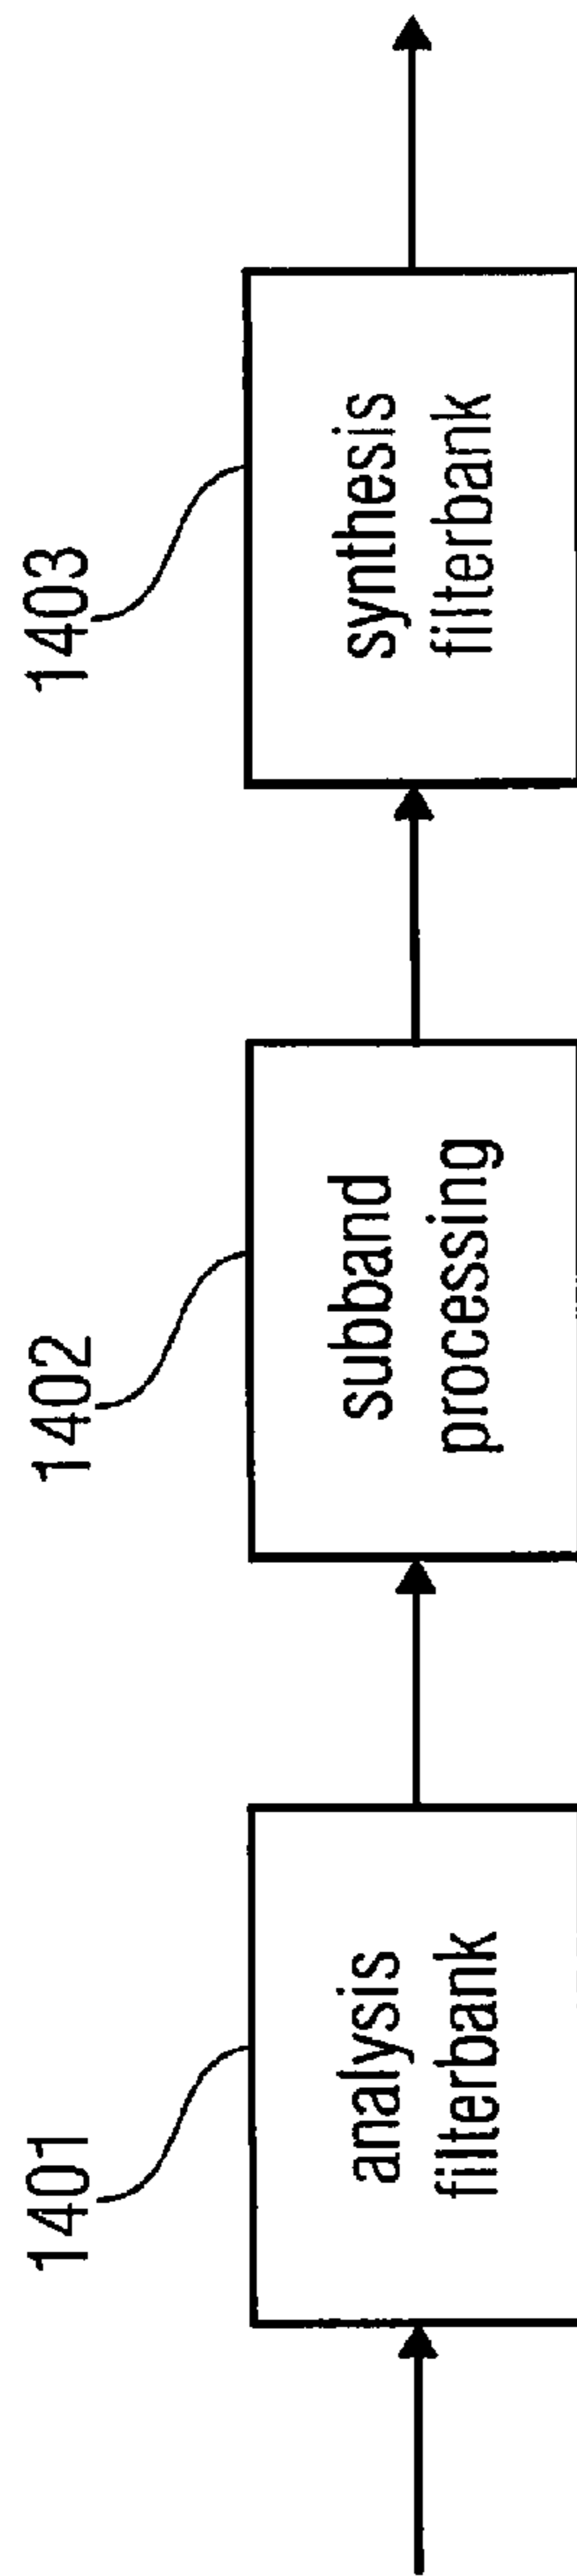 1401
analysis
filterbank
1402
subband
processing
1403
synthesis
filterbank